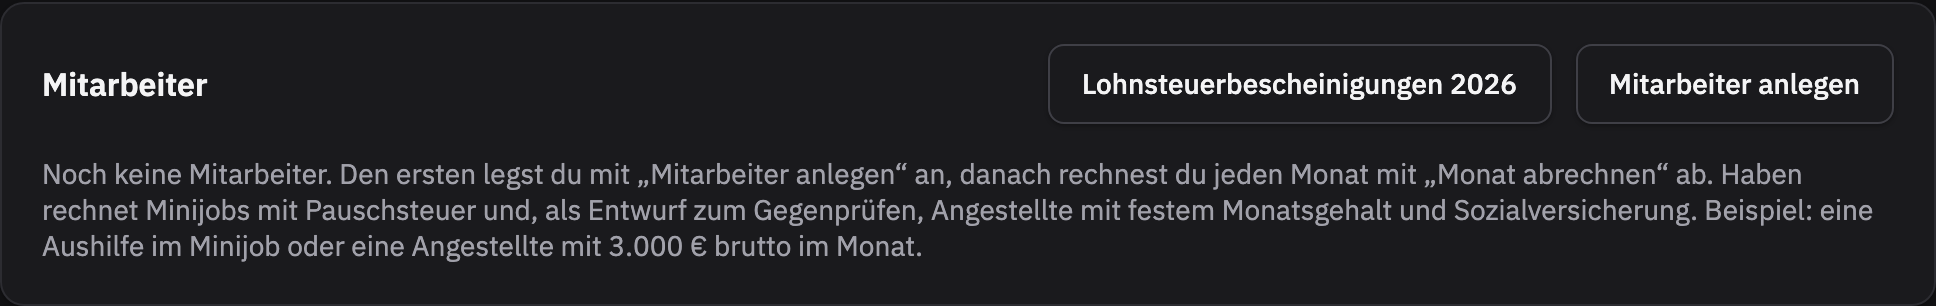 Mitarbeiter
Lohnsteuerbescheinigungen 2026
Mitarbeiter anlegen
Noch keine Mitarbeiter. Den ersten legst du mit „Mitarbeiter anlegen“ an, danach rechnest du jeden Monat mit „Monat abrechnen“ ab. Haben
rechnet Minijobs mit Pauschsteuer und, als Entwurf zum Gegenprüfen, Angestellte mit festem Monatsgehalt und Sozialversicherung. Beispiel: eine
Aushilfe im Minijob oder eine Angestellte mit 3.000 € brutto im Monat.